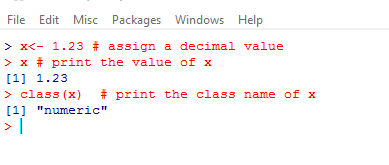 File Edit Misc Packages Windows Help
> x<- 1.23 # assign a decimal value
> x # print the value of x
[1] 1.23
> class(x)  # print the class name of x
[1] "numeric"
>